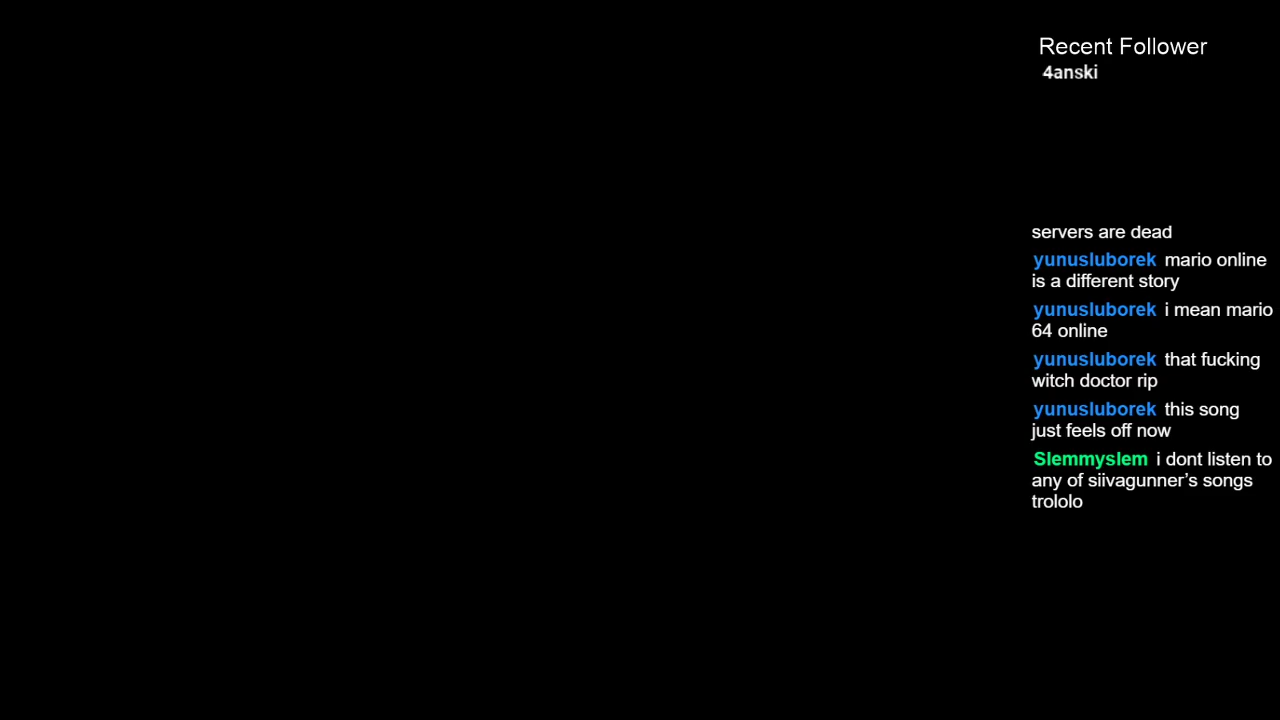 Recent Follower
4anski
servers are dead
yunusluborek mario online
is a different story
yunusluborek i mean mario
64 online
yunusluborek that fucking
witch doctor rip
yunusluborek this song
just feels off now
Slemmyslem i dont listen to
any of siivagunner's songs
trololo